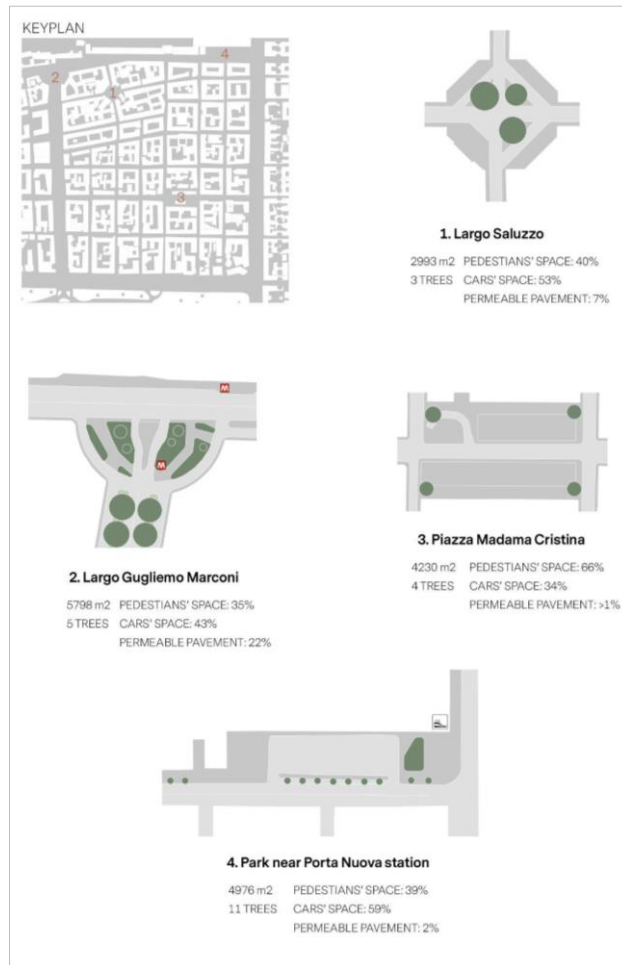 KEYPLAN
4
2
1
3
1. Largo Saluzzo
2993 m2 PEDESTIANS' SPACE: 40%
3 TREES CARS' SPACE: 53%
PERMEABLE PAVEMENT: 7%
M
M
2. Largo Gugliemo Marconi
5798 m2 PEDESTIANS' SPACE: 35%
5 TREES CARS' SPACE: 43%
PERMEABLE PAVEMENT: 22%
3. Piazza Madama Cristina
4230 m2 PEDESTIANS' SPACE: 66%
4 TREES CARS' SPACE: 34%
PERMEABLE PAVEMENT: >1%
4. Park near Porta Nuova station
4976 m2 PEDESTIANS' SPACE: 39%
11 TREES CARS' SPACE: 59%
PERMEABLE PAVEMENT: 2%